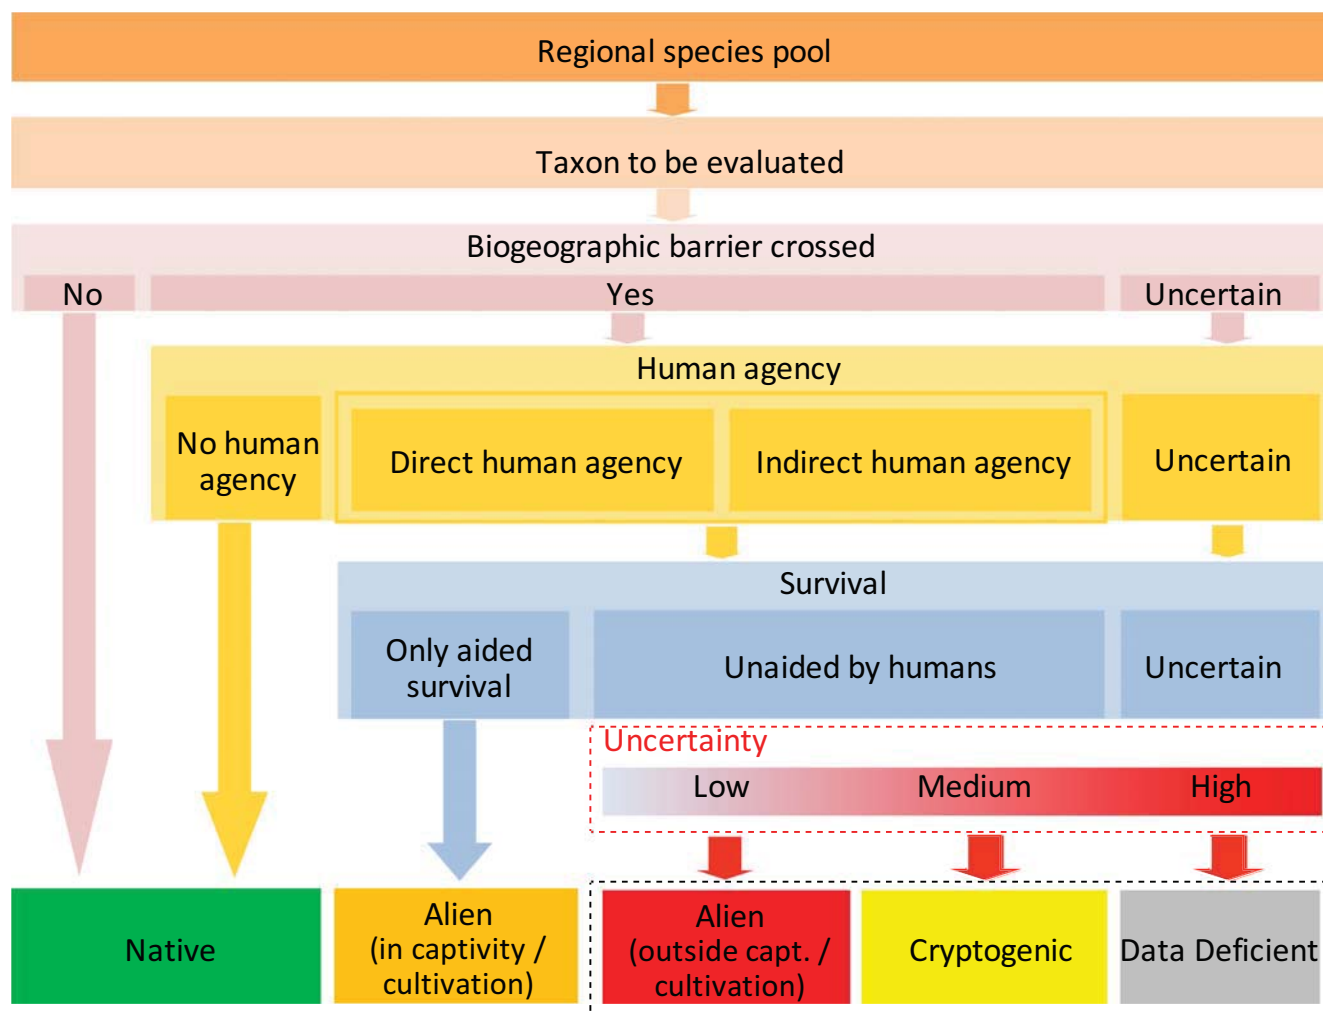 Regional species pool
Taxon to be evaluated
Biogeographic barrier crossed
No
Yes
Uncertain
Human agency
No human
agency
Direct human agency
Indirect human agency
Uncertain
Survival
Only aided
survival
Unaided by humans
Uncertain
Uncertainty
Low
Medium
High
Native
Alien
(in captivity /
cultivation)
Alien
(outside capt. /
cultivation)
Cryptogenic
Data Deficient